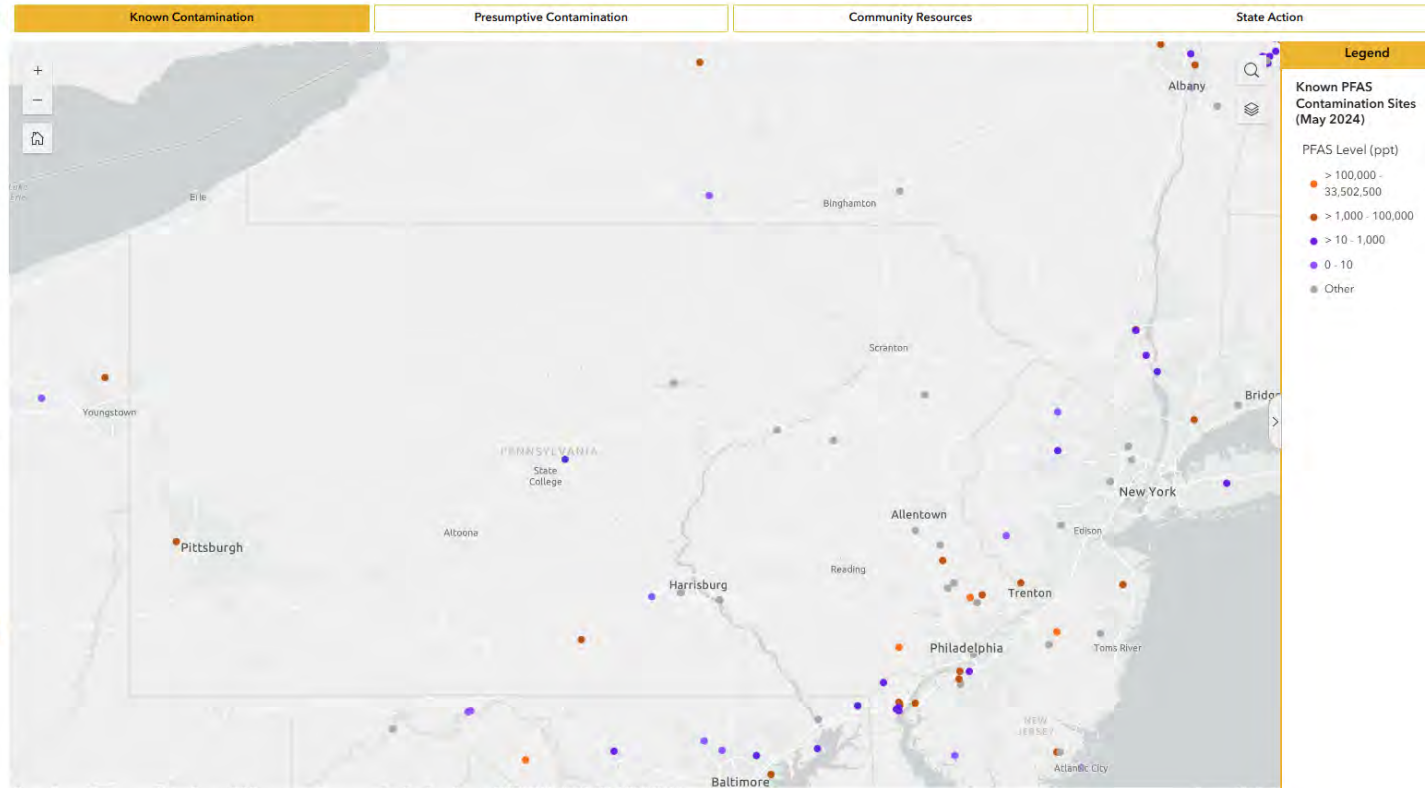 Known Contamination
Presumptive Contamination
Community Resources
State Action
+
−
Albany
Legend
Known PFAS
Contamination Sites
(May 2024)
PFAS Level (ppt)
> 100,000 -
33,502,500
> 1,000 - 100,000
> 10 - 1,000
0 - 10
Other
Erie
Binghamton
Scranton
Youngstown
PENNSYLVANIA
State
College
New York
Allentown
Altoona
Edison
Pittsburgh
Reading
Harrisburg
Trenton
Philadelphia
Toms River
NEW
JERSEY
Atlantic City
Baltimore